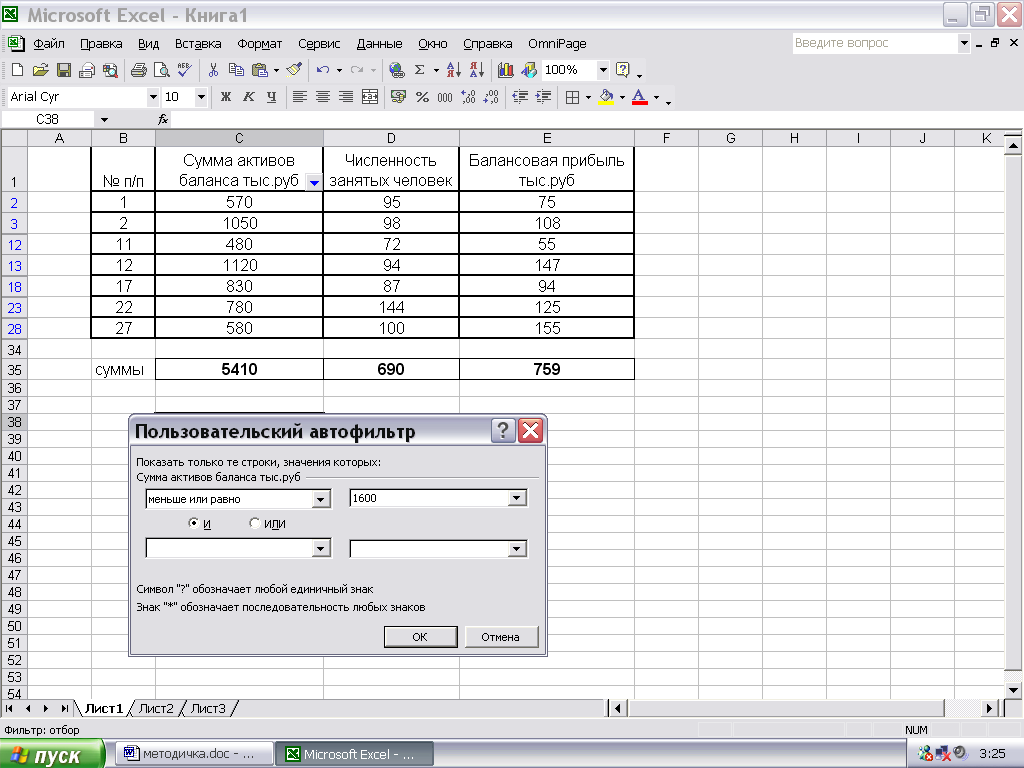 Microsoft Excel - Книга1
Файл Правка Вид Вставка Формат Сервис Данные Окно Справка OmniPage Введите вопрос
100%
Arial Cyr 10 Ж К Ч % 000
C38 fx
A B C D E F G H I J K
1 № п/п Сумма активов баланса тыс.руб Численность занятых человек Балансовая прибыль тыс.руб
2 1 570 95 75
3 2 1050 98 108
12 11 480 72 55
13 12 1120 94 147
18 17 830 87 94
23 22 780 144 125
28 27 580 100 155
34
35 суммы 5410 690 759
36
37
38
39
40
41
42
43
44
45
46
47
48
49
50
51
52
53
54
Пользовательский автофильтр
Показать только те строки, значения которых:
Сумма активов баланса тыс.руб
меньше или равно 1600
И ИЛИ
Символ "?" обозначает любой единичный знак
Знак "*" обозначает последовательность любых знаков
ОК Отмена
Лист1 Лист2 Лист3
Фильтр: отбор NUM
пуск методичка.doc - ... Microsoft Excel - ... 3:25